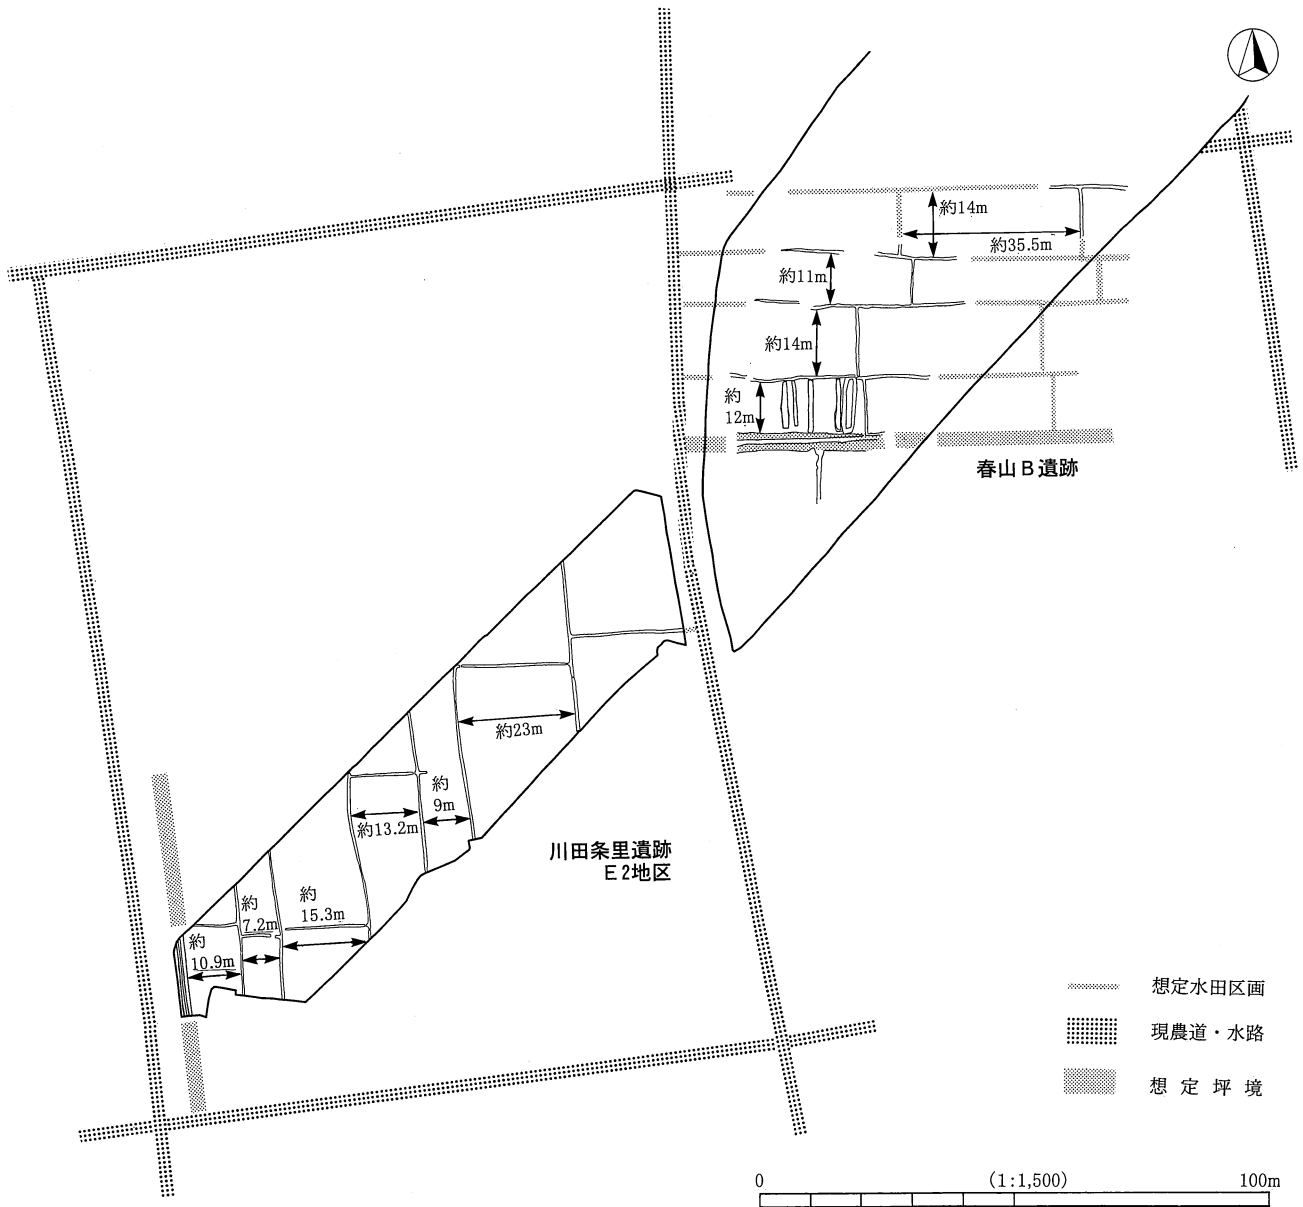 約14m
約35.5m
約11m
約14m
約
12m
春山B遺跡
約23m
約
9m
約13.2m
川田条里遺跡
E2地区
約
15.3m
約
7.2m
約
10.9m
想定水田区画
現農道・水路
想定坪境
0 (1:1,500) 100m